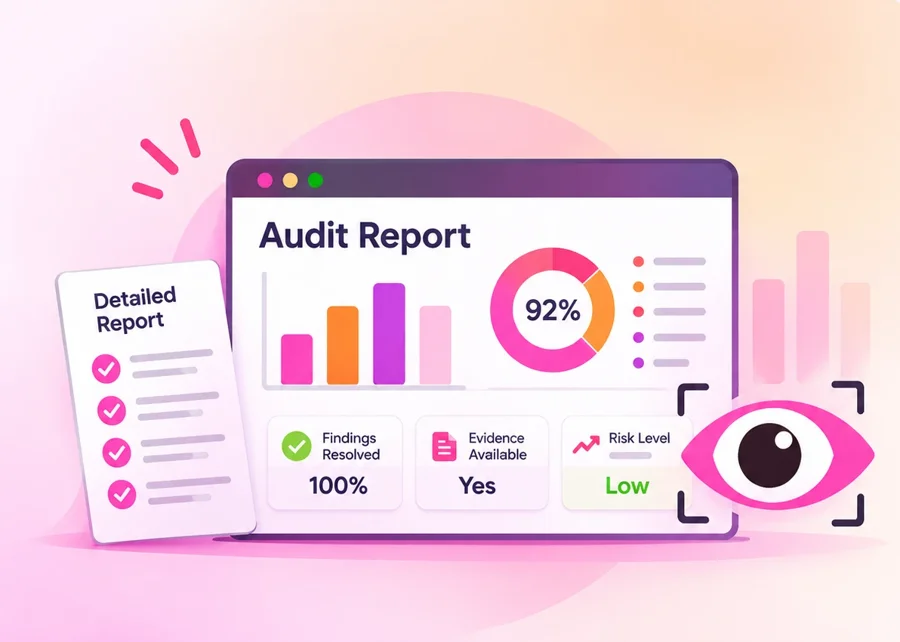 Audit Report
Detailed
Report
92%
Findings
Resolved
100%
Evidence
Available
Yes
Risk Level
Low